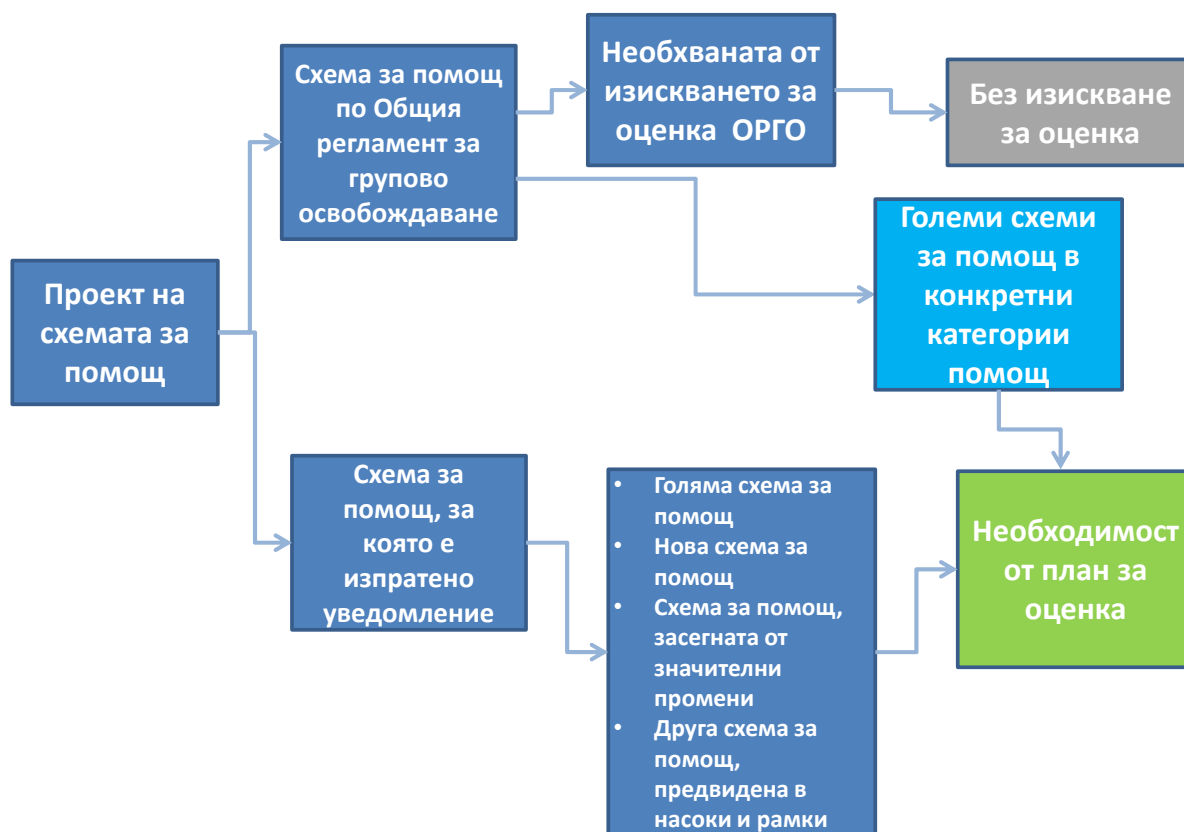 Проект на
схемата за
помощ
Схема за помощ
по Общия
регламент за
групово
освобождаване
Необхваната от
изискването за
оценка ОРГО
Без изискване
за оценка
Големи схеми
за помощ в
конкретни
категории
помощ
Схема за
помощ, за
която е
изпратено
уведомление
• Голяма схема за
помощ
• Нова схема за
помощ
• Схема за помощ,
засегната от
значителни
промени
• Друга схема за
помощ,
предвидена в
насоки и рамки
Необходимост
от план за
оценка